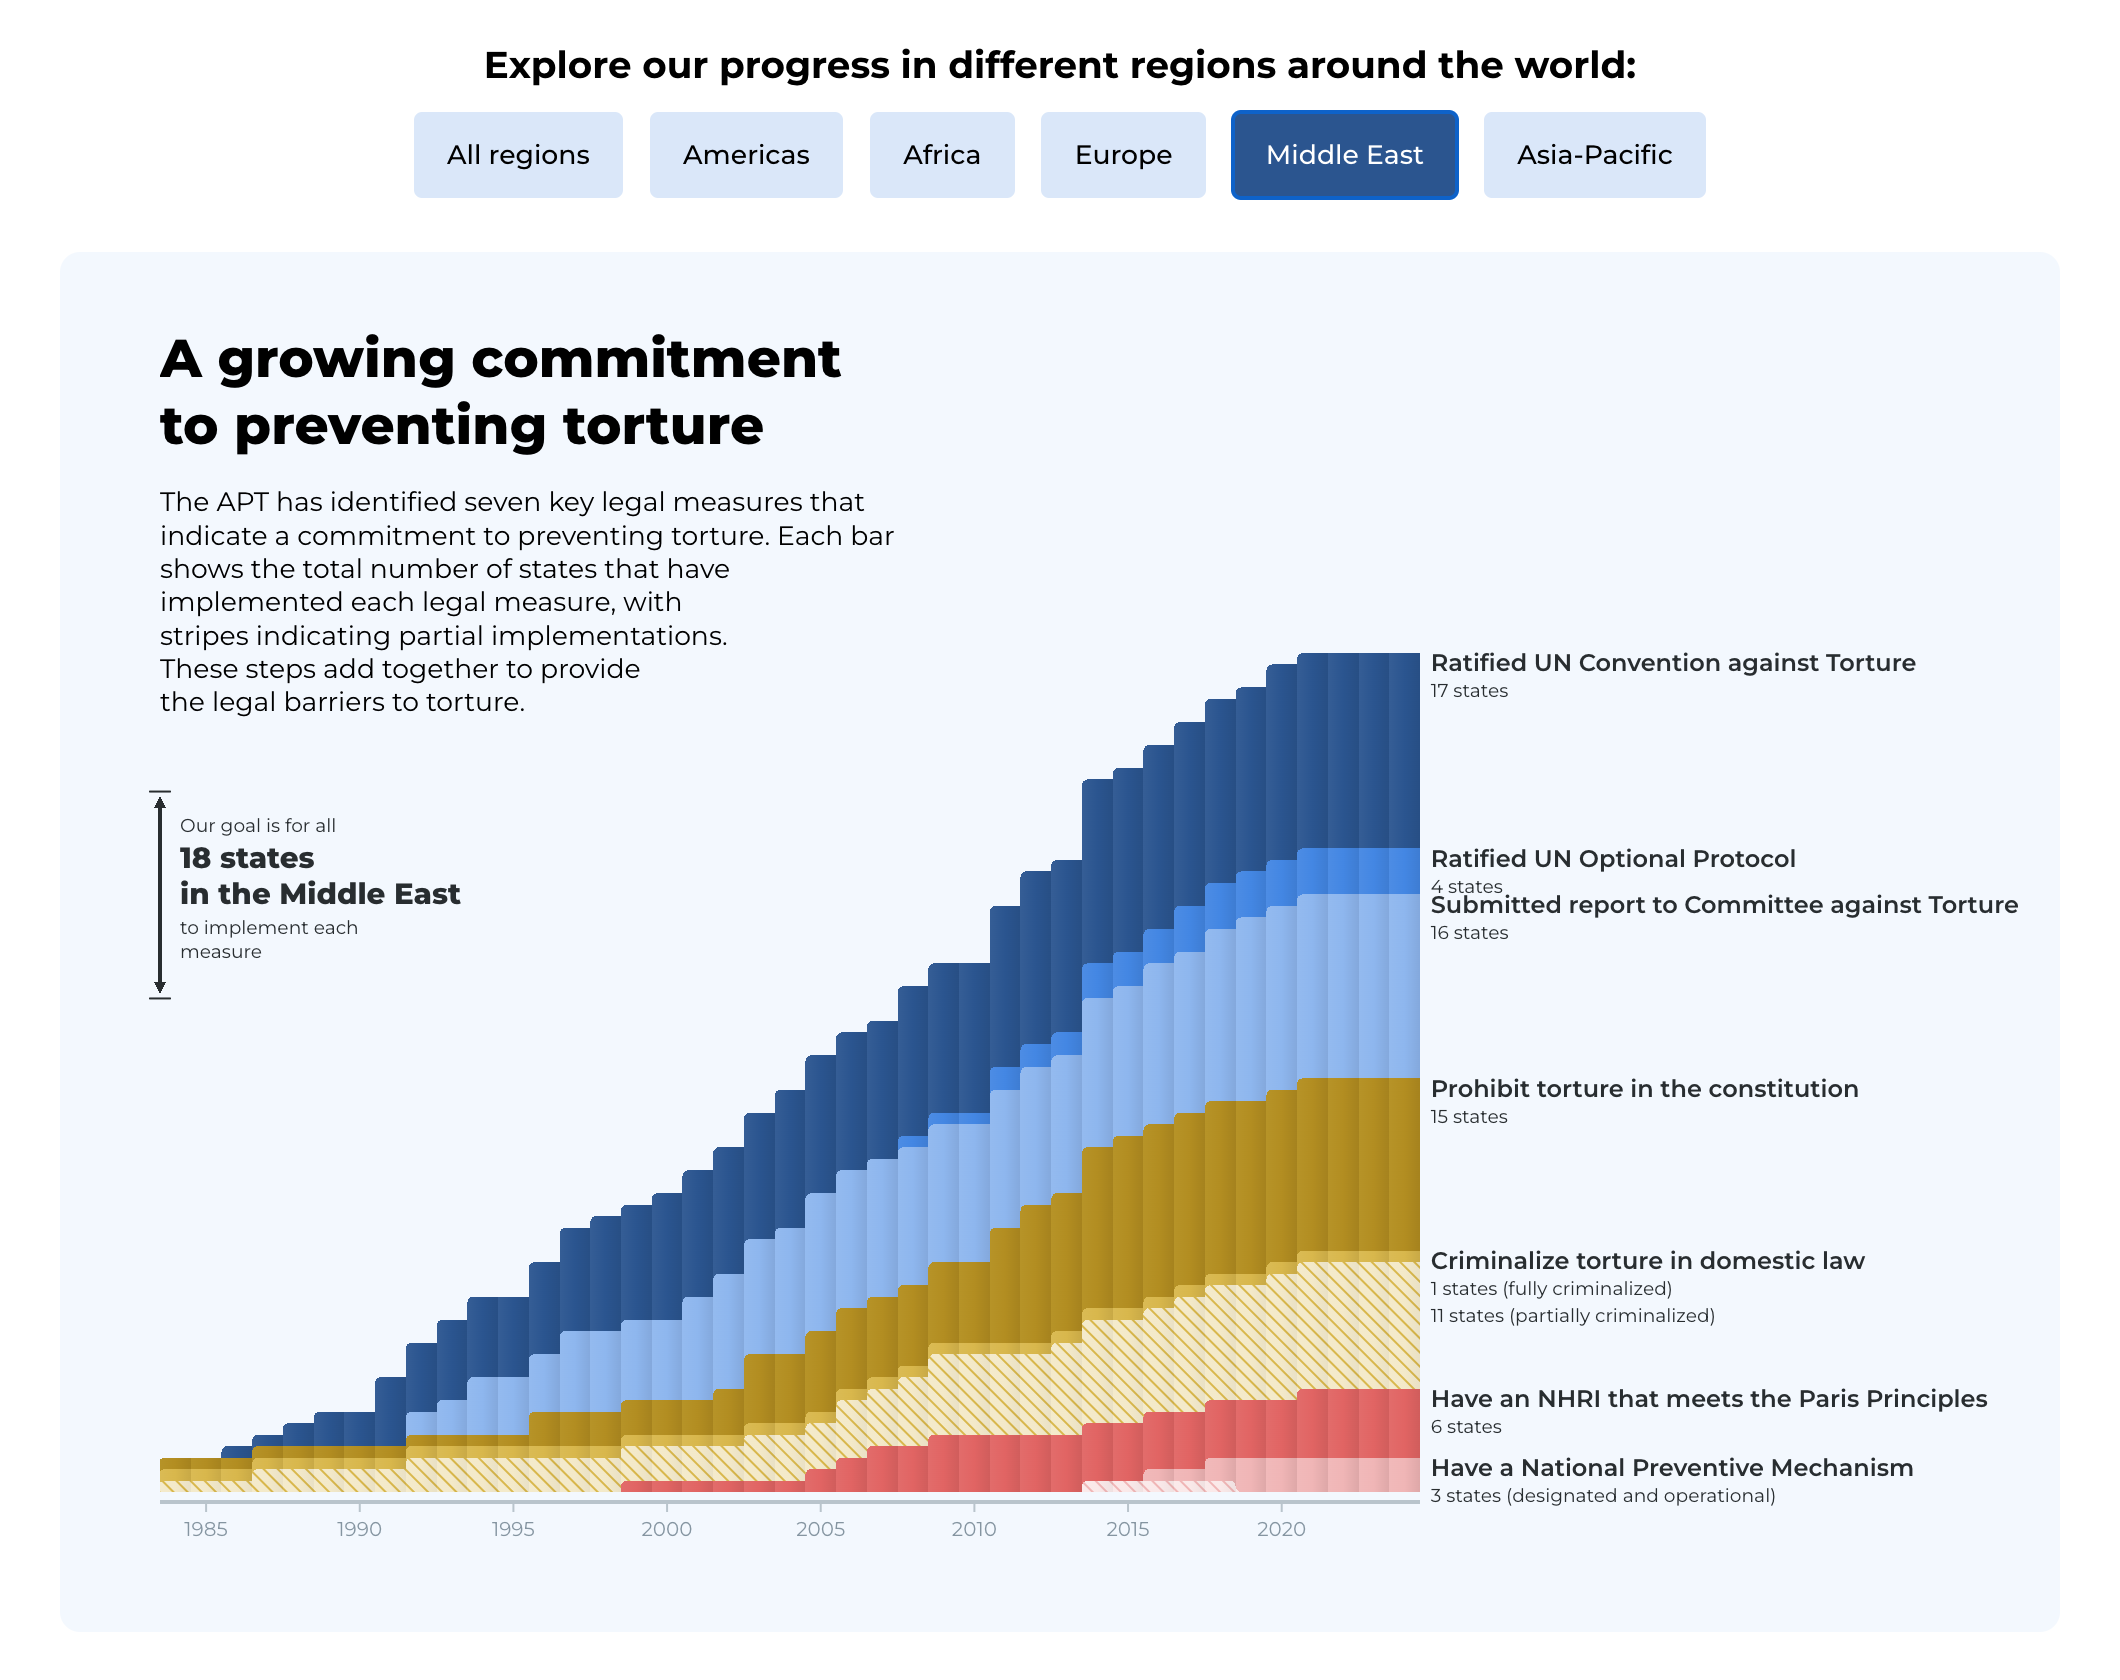 Explore our progress in different regions around the world:
All regions
Americas
Africa
Europe
Middle East
Asia-Pacific
A growing commitment
to preventing torture
The APT has identified seven key legal measures that
indicate a commitment to preventing torture. Each bar
shows the total number of states that have
implemented each legal measure, with
stripes indicating partial implementations.
These steps add together to provide
the legal barriers to torture.
Our goal is for all
18 states
in the Middle East
to implement each
measure
Ratified UN Convention against Torture
17 states
Ratified UN Optional Protocol
4 states
Submitted report to Committee against Torture
16 states
Prohibit torture in the constitution
15 states
Criminalize torture in domestic law
1 states (fully criminalized)
11 states (partially criminalized)
Have an NHRI that meets the Paris Principles
6 states
Have a National Preventive Mechanism
3 states (designated and operational)
1985
1990
1995
2000
2005
2010
2015
2020